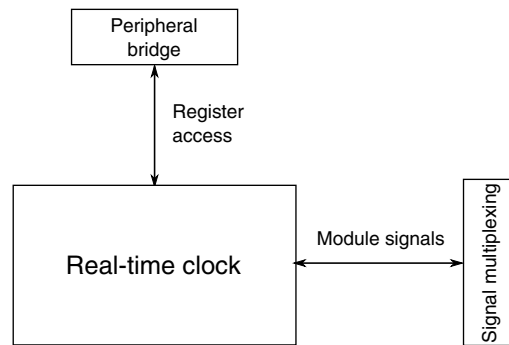 Peripheral
bridge
Register
access
Real-time clock
Module signals
Signal multiplexing